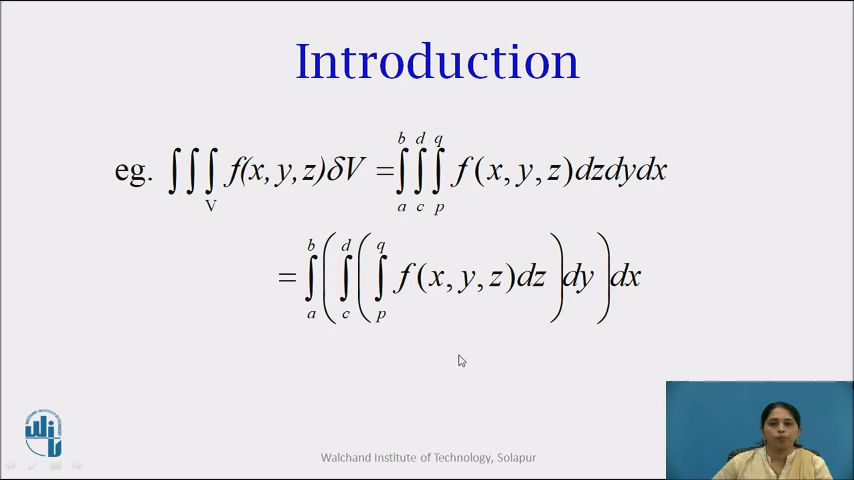 Introduction
eg. ∫∫∫_V f(x, y, z)δV = ∫_a^b ∫_c^d ∫_p^q f(x, y, z)dzdydx
= ∫_a^b (∫_c^d (∫_p^q f(x, y, z)dz)dy)dx
Walchand Institute of Technology, Solapur